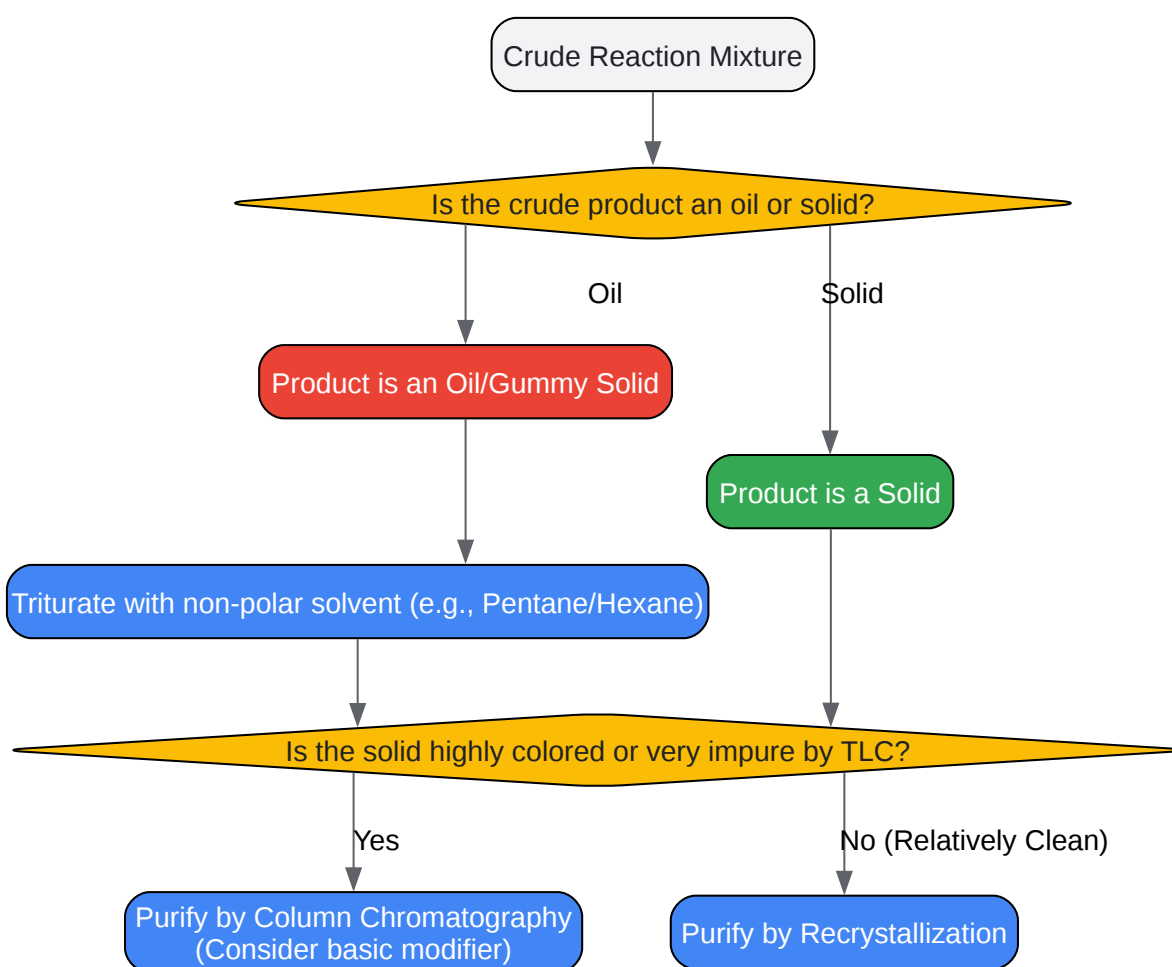 Crude Reaction Mixture
Is the crude product an oil or solid?
Oil
Solid
Product is an Oil/Gummy Solid
Product is a Solid
Triturate with non-polar solvent (e.g., Pentane/Hexane)
Is the solid highly colored or very impure by TLC?
Yes
No (Relatively Clean)
Purify by Column Chromatography
(Consider basic modifier)
Purify by Recrystallization